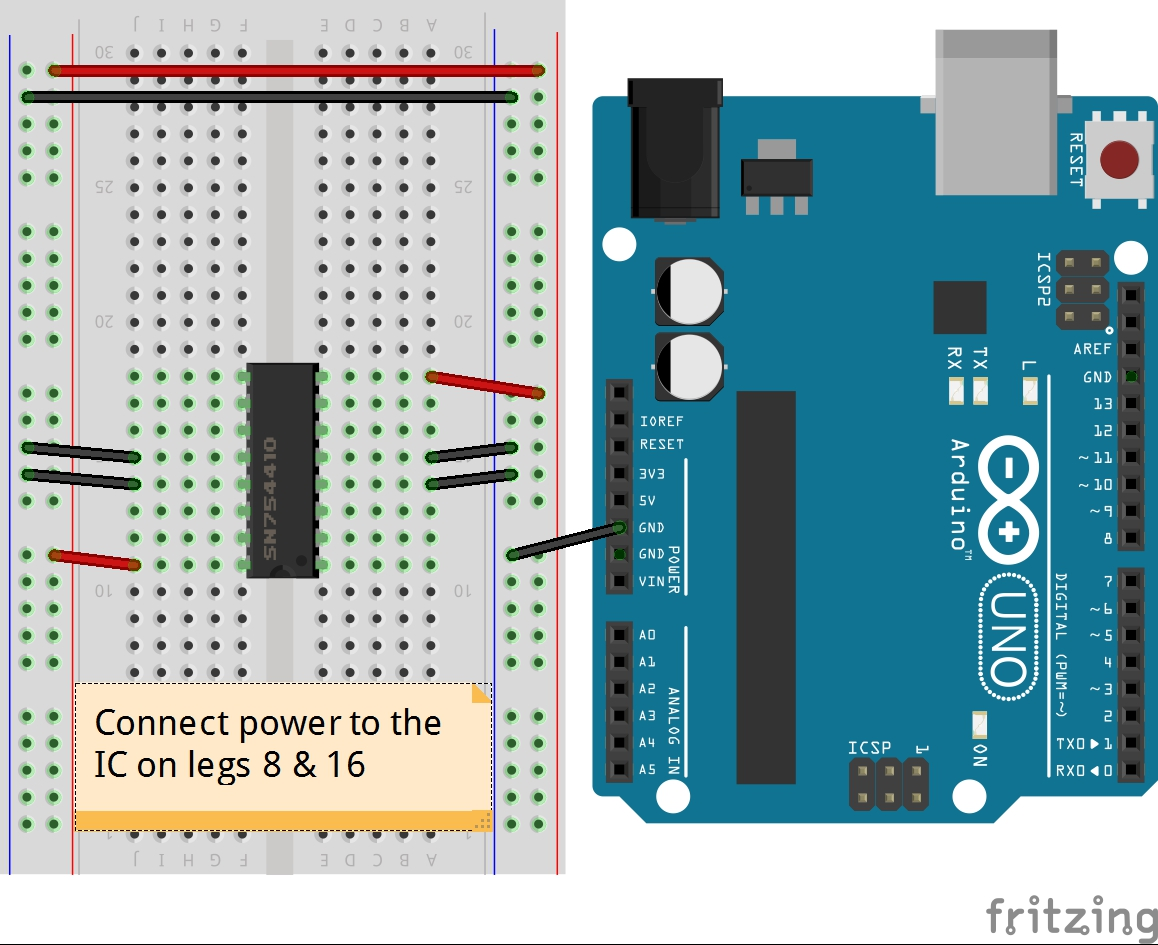 J I H G F E D C B A
30 30
25 25
20 20
10 10
SN754410
Connect power to the
IC on legs 8 & 16
1 1
J I H G F E D C B A
RESET
ICSP2
AREF
GND
13
12
~11
~10
~9
8
7
~6
~5
4
~3
2
TX0▶1
RX0◀0
DIGITAL (PWM=~)
RX TX L
IOREF
RESET
3V3
5V
GND
GND
VIN
POWER
A0
A1
A2
A3
A4
A5
ANALOG IN
Arduino™
UNO
ON
ICSP 1
fritzing